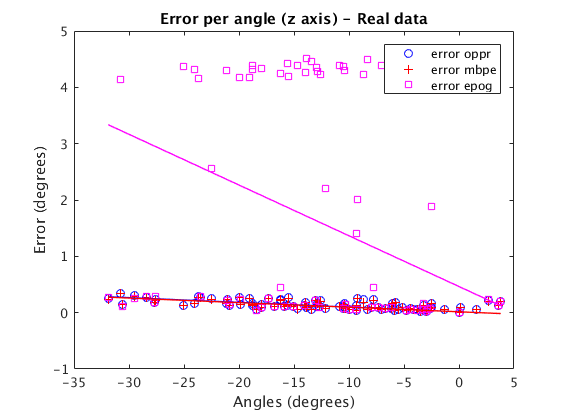 Error per angle (z axis) - Real data
error oppr
error mbpe
error epog
Error (degrees)
5
4
3
2
1
0
-1
-35
-30
-25
-20
-15
-10
-5
0
5
Angles (degrees)